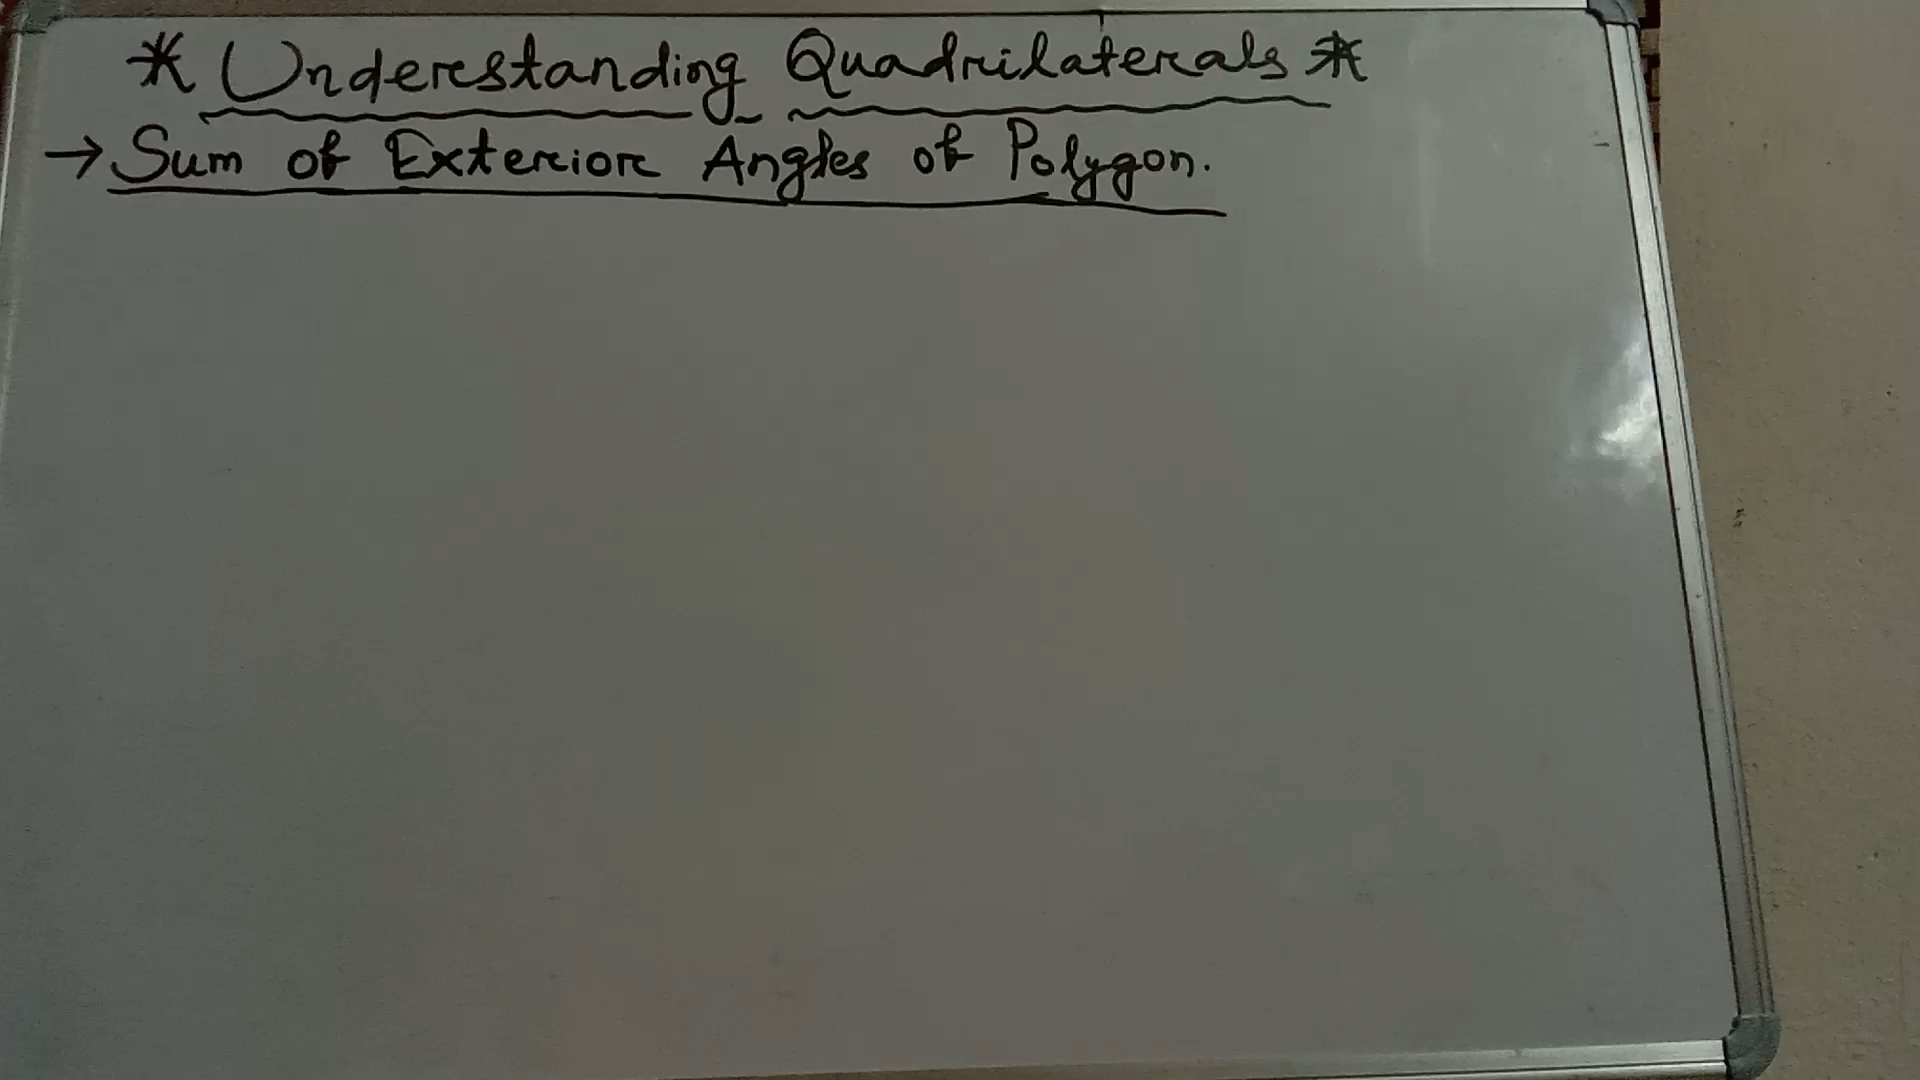 * Understanding Quadrilaterals *
→ Sum of Exterior Angles of Polygon.